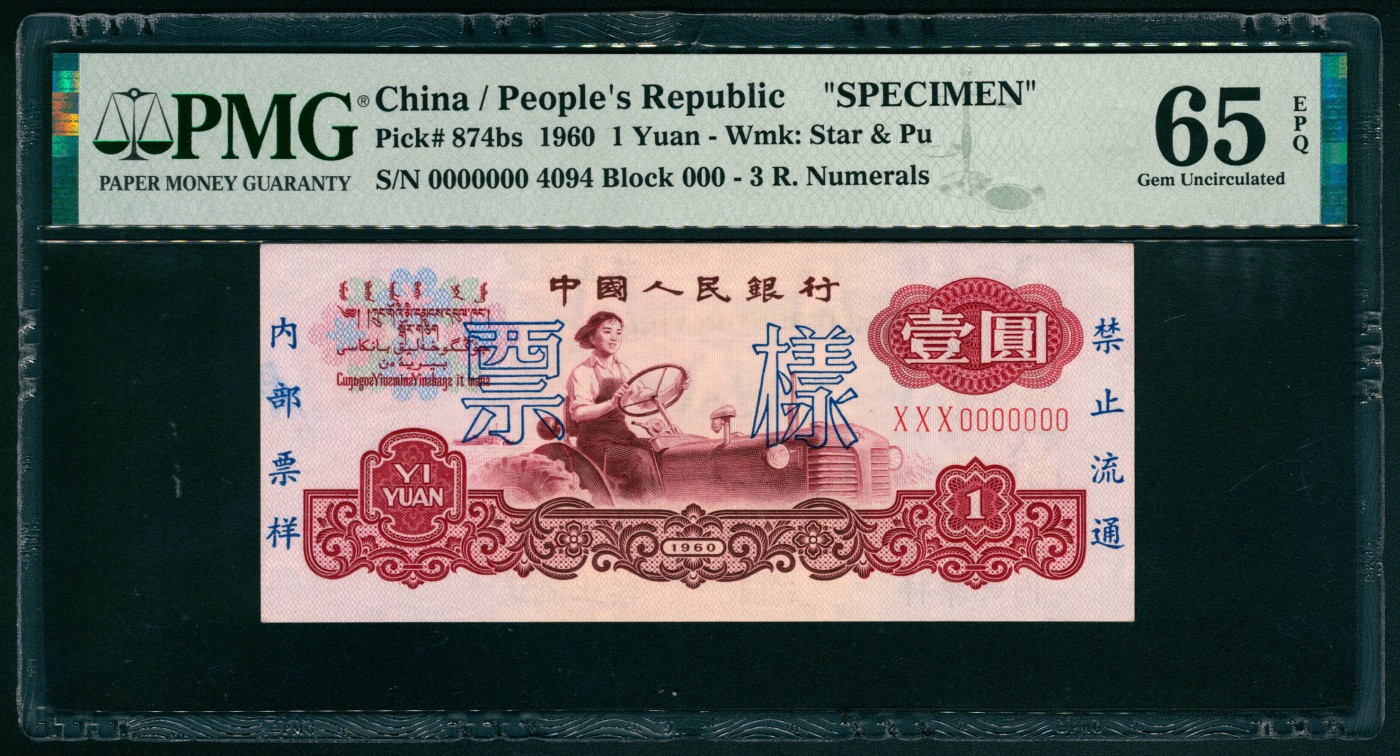 PMG® China / People's Republic "SPECIMEN" 65 EPQ
Pick# 874bs 1960 1 Yuan - Wmk: Star & Pu
PAPER MONEY GUARANTY S/N 0000000 4094 Block 000 - 3 R. Numerals Gem Uncirculated
中國人民銀行
壹圓
票樣
内部票样
禁止流通
XXX0000000
YI
YUAN
1
1960